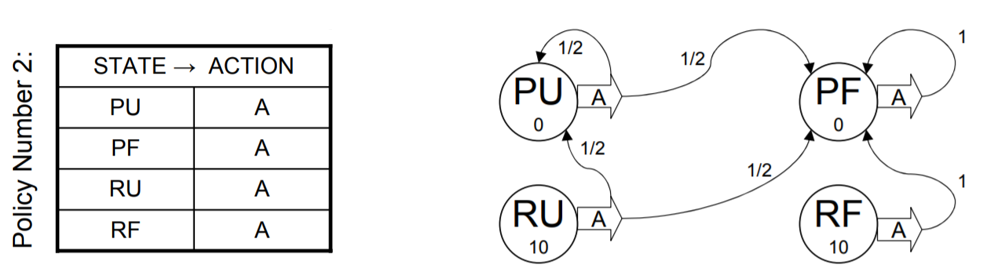 Policy Number 2:
STATE → ACTION
PU A
PF A
RU A
RF A
1/2
1/2
1
PU A
0
PF A
0
1/2
1/2
1
RU A
10
RF A
10